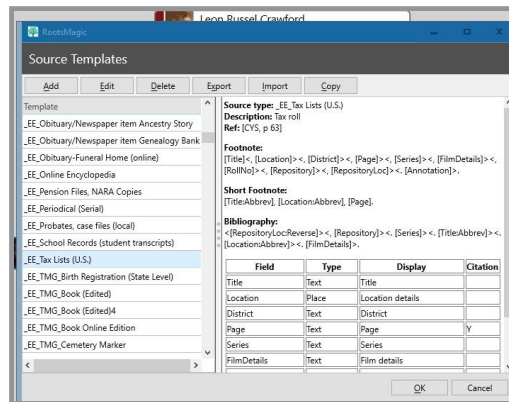 Leon Russel Crawford
RootsMagic
Source Templates
Add Edit Delete Export Import Copy
Template
_EE_Obituary/Newspaper item Ancestry Story
_EE_Obituary/Newspaper item Genealogy Bank
_EE_Obituary-Funeral Home (online)
_EE_Online Encyclopedia
_EE_Pension Files, NARA Copies
_EE_Periodical (Serial)
_EE_Probates, case files (local)
_EE_School Records (student transcripts)
_EE_Tax Lists (U.S.)
_EE_TMG_Birth Registration (State Level)
_EE_TMG_Book (Edited)
_EE_TMG_Book (Edited)4
_EE_TMG_Book Online Edition
_EE_TMG_Cemetery Marker
Source type: _EE_Tax Lists (U.S.)
Description: Tax roll
Ref: [CYS, p 63]
Footnote:
[Title]<, [Location]><, [District]><, [Page]><, [Series]><, [FilmDetails]><,
[RollNo]><, [Repository]><, [RepositoryLoc]><. [Annotation]>.
Short Footnote:
[Title:Abbrev], [Location:Abbrev], [Page].
Bibliography:
<[RepositoryLoc:Reverse]><, [Repository]><. [Series]><. [Title:Abbrev]><.
[Location:Abbrev]><. [FilmDetails]>.
Field Type Display Citation
Title Text Title
Location Place Location details
District Text District
Page Text Page Y
Series Text Series
FilmDetails Text Film details
OK Cancel